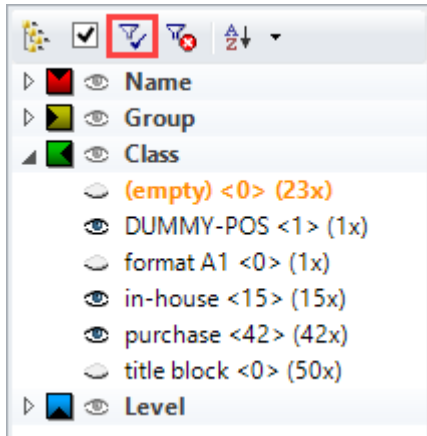 A
Z
Name
Group
Class
(empty) <0> (23x)
DUMMY-POS <1> (1x)
format A1 <0> (1x)
in-house <15> (15x)
purchase <42> (42x)
title block <0> (50x)
Level